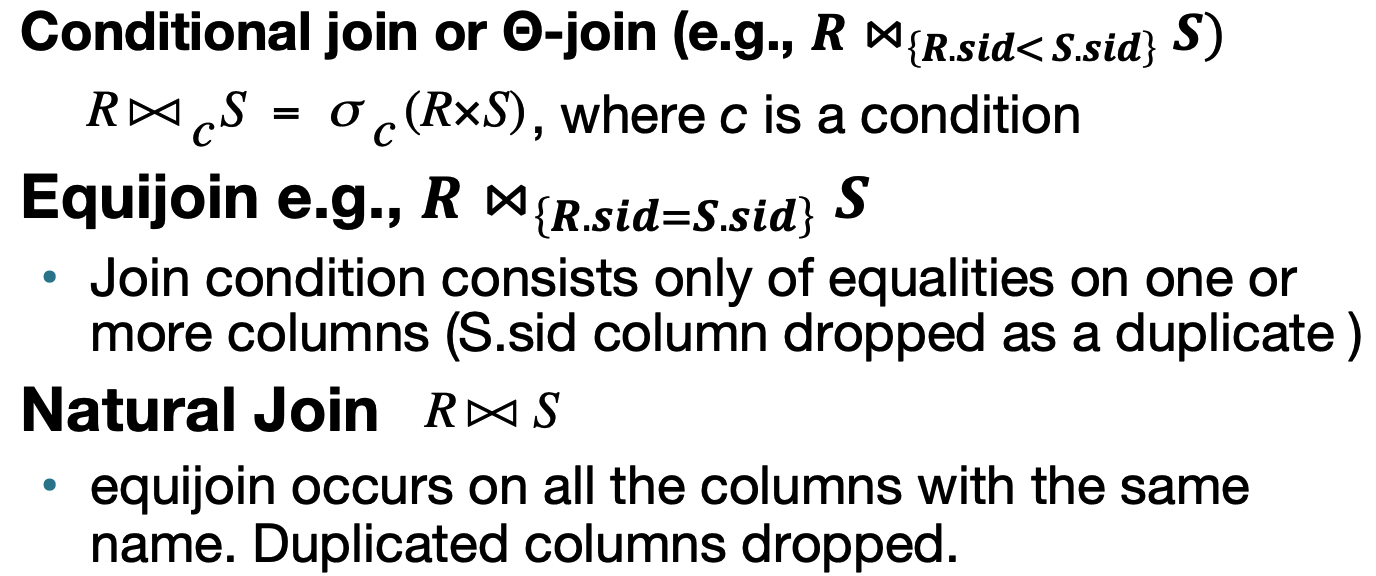 Conditional join or Θ-join (e.g., R ⋈{R.sid< S.sid} S)
R⋈ c S = σ c (R×S), where c is a condition
Equijoin e.g., R ⋈{R.sid=S.sid} S
• Join condition consists only of equalities on one or
more columns (S.sid column dropped as a duplicate )
Natural Join R⋈ S
• equijoin occurs on all the columns with the same
name. Duplicated columns dropped.